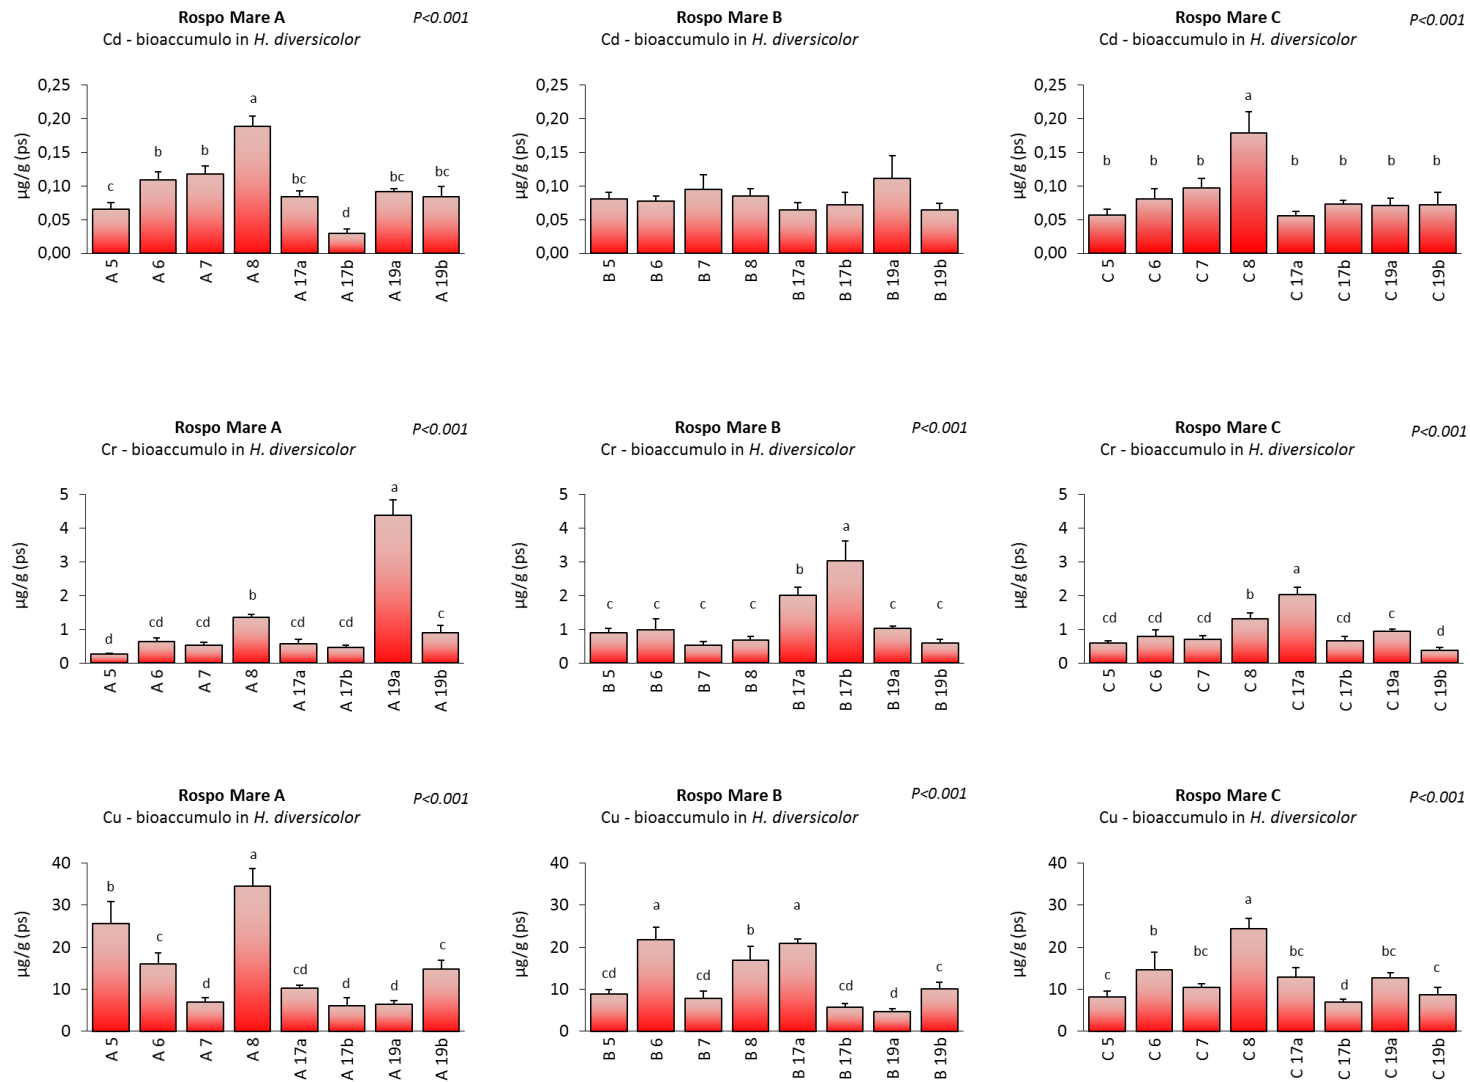 Rospo Mare A
P<0.001
Cd - bioaccumulo in H. diversicolor
µg/g (ps)
0,25
0,20
0,15
0,10
0,05
0,00
c
b
b
a
bc
d
bc
bc
A 5
A 6
A 7
A 8
A 17a
A 17b
A 19a
A 19b
Rospo Mare B
Cd - bioaccumulo in H. diversicolor
µg/g (ps)
0,25
0,20
0,15
0,10
0,05
0,00
B 5
B 6
B 7
B 8
B 17a
B 17b
B 19a
B 19b
Rospo Mare C
P<0.001
Cd - bioaccumulo in H. diversicolor
µg/g (ps)
0,25
0,20
0,15
0,10
0,05
0,00
b
b
b
a
b
b
b
b
C 5
C 6
C 7
C 8
C 17a
C 17b
C 19a
C 19b
Rospo Mare A
P<0.001
Cr - bioaccumulo in H. diversicolor
µg/g (ps)
5
4
3
2
1
0
d
cd
cd
b
cd
cd
a
c
A 5
A 6
A 7
A 8
A 17a
A 17b
A 19a
A 19b
Rospo Mare B
P<0.001
Cr - bioaccumulo in H. diversicolor
µg/g (ps)
5
4
3
2
1
0
c
c
c
c
b
a
c
c
B 5
B 6
B 7
B 8
B 17a
B 17b
B 19a
B 19b
Rospo Mare C
P<0.001
Cr - bioaccumulo in H. diversicolor
µg/g (ps)
5
4
3
2
1
0
cd
cd
cd
b
a
cd
c
d
C 5
C 6
C 7
C 8
C 17a
C 17b
C 19a
C 19b
Rospo Mare A
P<0.001
Cu - bioaccumulo in H. diversicolor
µg/g (ps)
40
30
20
10
0
b
c
d
a
cd
d
d
c
A 5
A 6
A 7
A 8
A 17a
A 17b
A 19a
A 19b
Rospo Mare B
P<0.001
Cu - bioaccumulo in H. diversicolor
µg/g (ps)
40
30
20
10
0
cd
a
cd
b
a
cd
d
c
B 5
B 6
B 7
B 8
B 17a
B 17b
B 19a
B 19b
Rospo Mare C
P<0.001
Cu - bioaccumulo in H. diversicolor
µg/g (ps)
40
30
20
10
0
c
b
bc
a
bc
d
bc
c
C 5
C 6
C 7
C 8
C 17a
C 17b
C 19a
C 19b